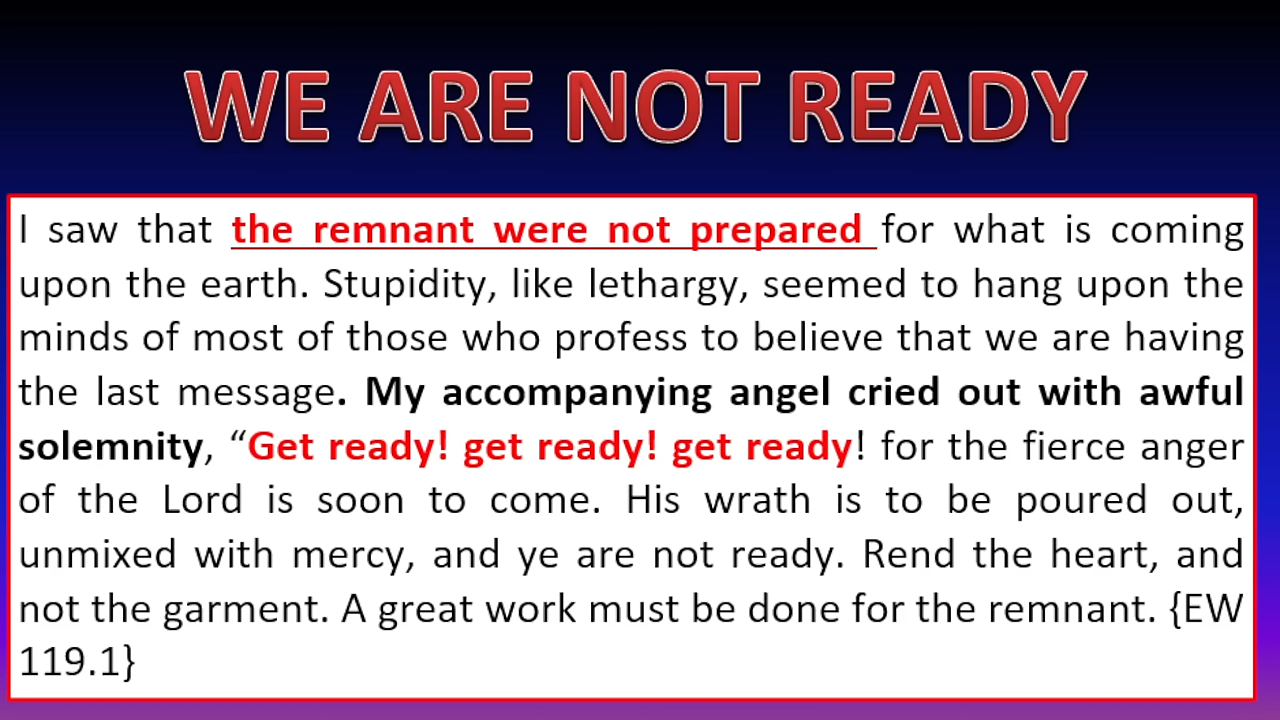 WE ARE NOT READY
I saw that the remnant were not prepared for what is coming
upon the earth. Stupidity, like lethargy, seemed to hang upon the
minds of most of those who profess to believe that we are having
the last message. My accompanying angel cried out with awful
solemnity, “Get ready! get ready! get ready! for the fierce anger
of the Lord is soon to come. His wrath is to be poured out,
unmixed with mercy, and ye are not ready. Rend the heart, and
not the garment. A great work must be done for the remnant. {EW
119.1}